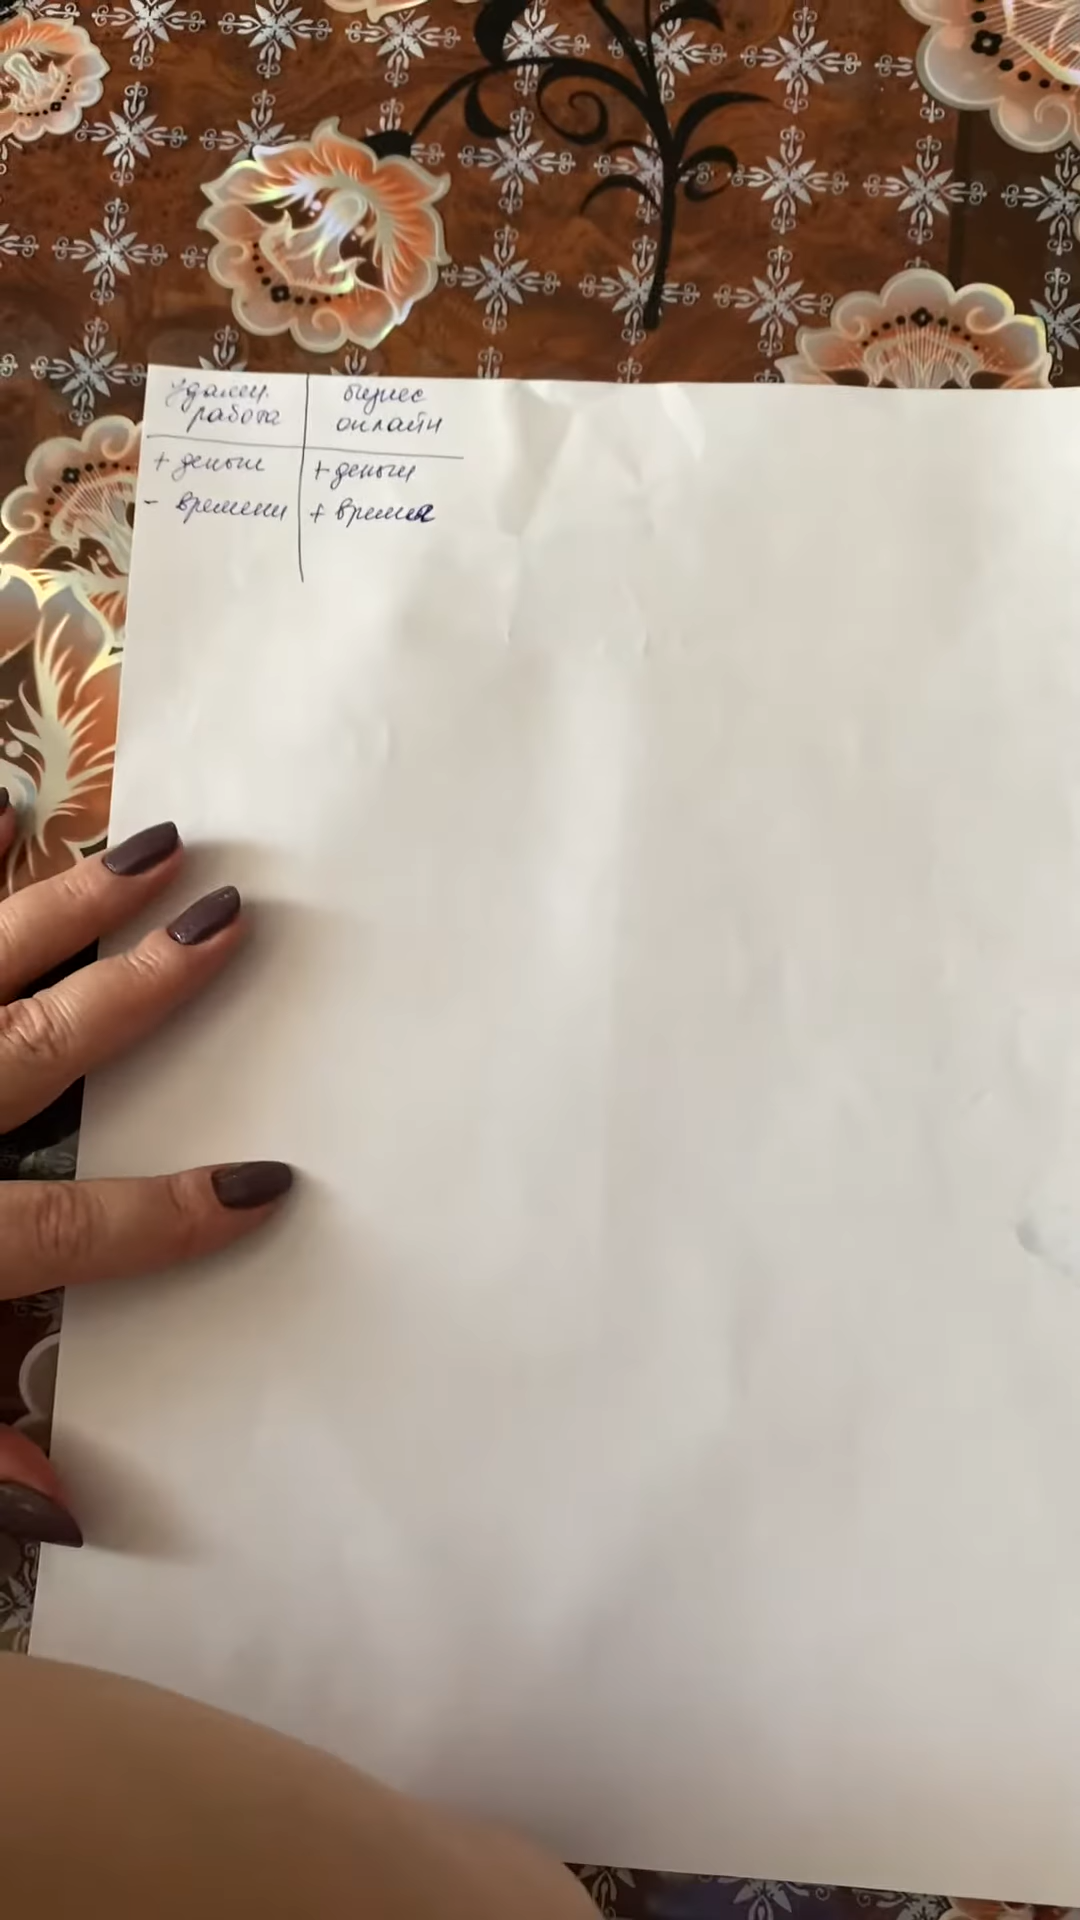 удален.
работа
бизнес
онлайн
+ деньги
- времени
+ деньги
+ время